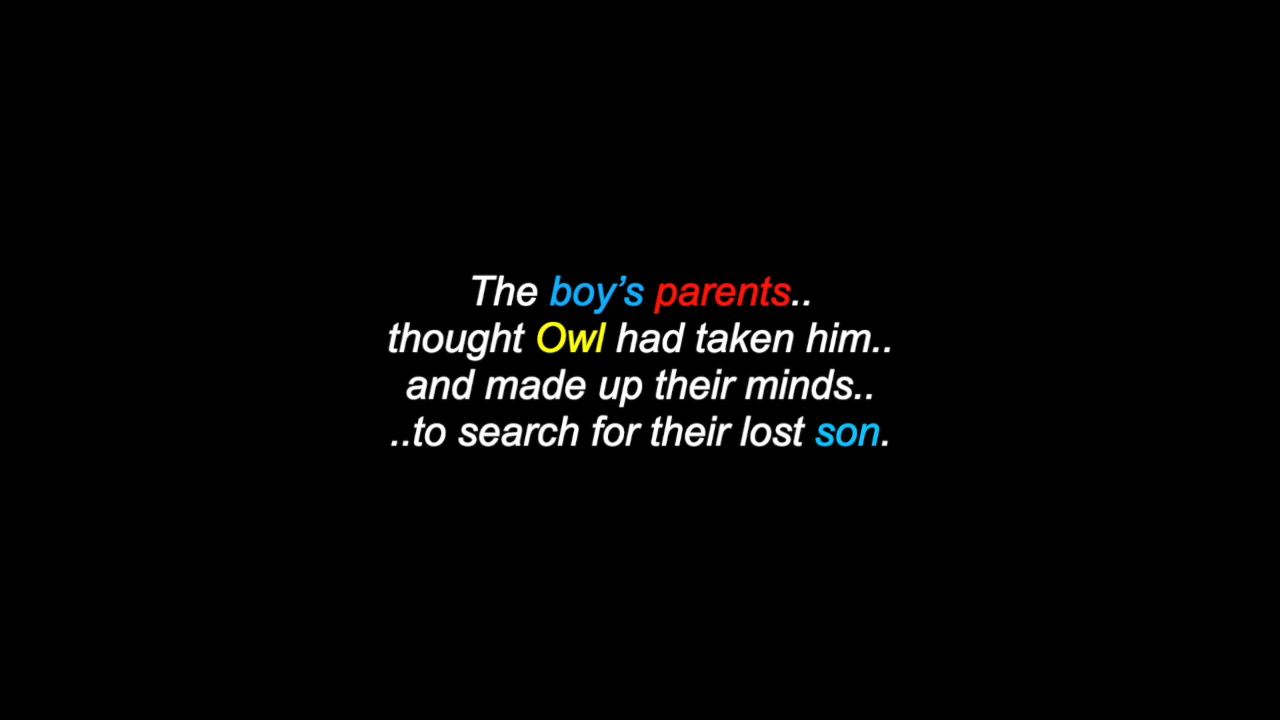 The boy’s parents..
thought Owl had taken him..
and made up their minds..
..to search for their lost son.